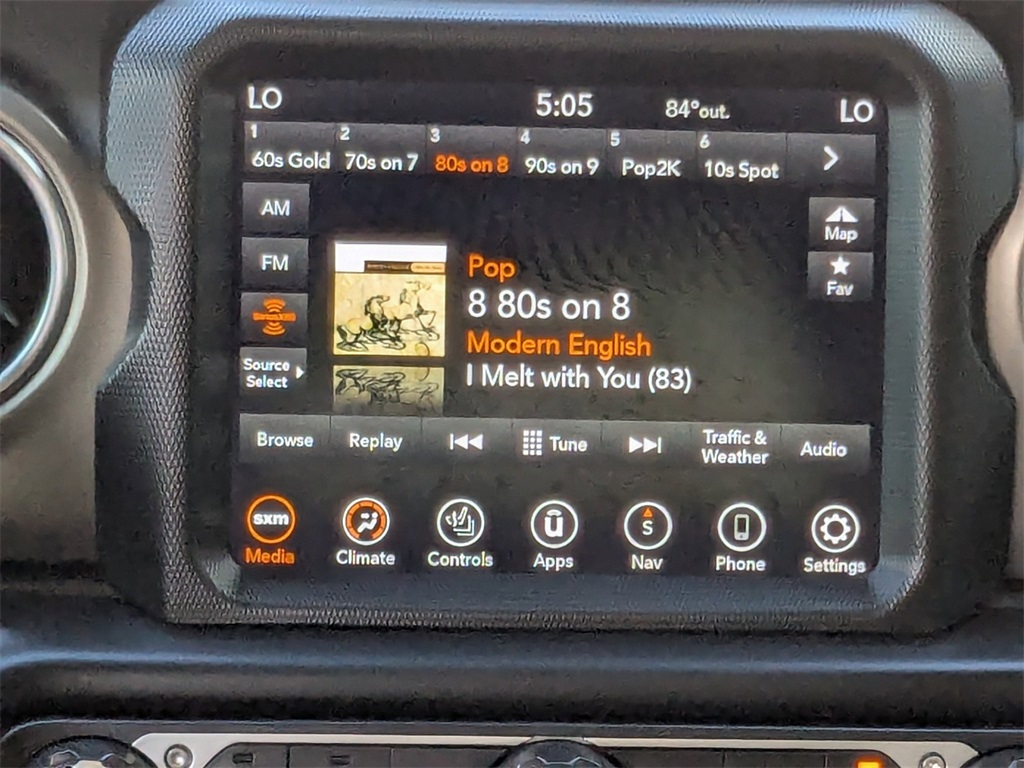 LO 5:05 84°out. LO
1 2 3 4 5 6
60s Gold 70s on 7 80s on 8 90s on 9 Pop2K 10s Spot
AM
Map
FM
Fav
Pop
8 80s on 8
Modern English
I Melt with You (83)
Source
Select
Browse Replay Tune Traffic &
Weather Audio
sxm S
Media Climate Controls Apps Nav Phone Settings